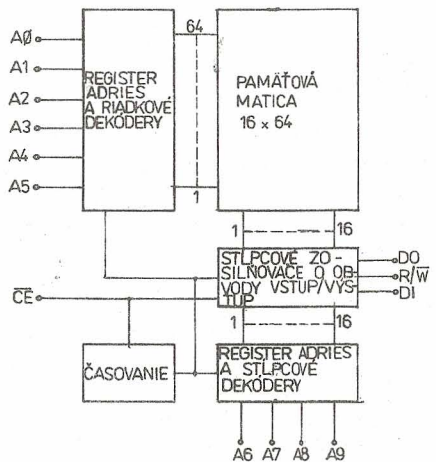 AØ
A1
A2
A3
A4
A5
REGISTER
ADRIES
A RIADKOVÉ
DEKÓDERY
64
1
PAMÄŤOVÁ
MATICA
16 x 64
1
16
STĹPCOVÉ ZO-
SILŇOVAČE O OB
VODY VSTUP/VÝS-
TUP
DO
R/W̅
DI
C̅E̅
1
16
ČASOVANIE
REGISTER ADRIES
A STĹPCOVÉ
DEKÓDERY
A6
A7
A8
A9